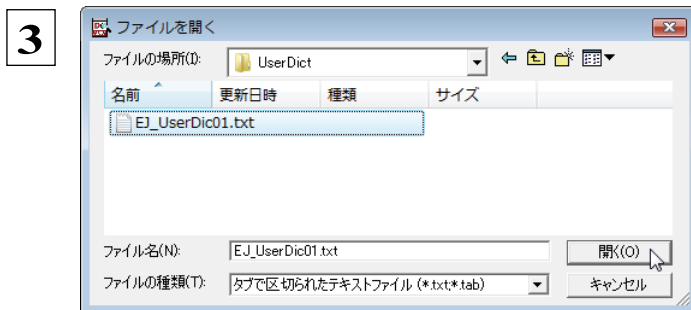 3
ファイルを開く
ファイルの場所(I): UserDict
名前 更新日時 種類 サイズ
EJ_UserDic01.txt
ファイル名(N): EJ_UserDic01.txt 開く(O)
ファイルの種類(T): タブで区切られたテキストファイル (*.txt;*.tab) キャンセル